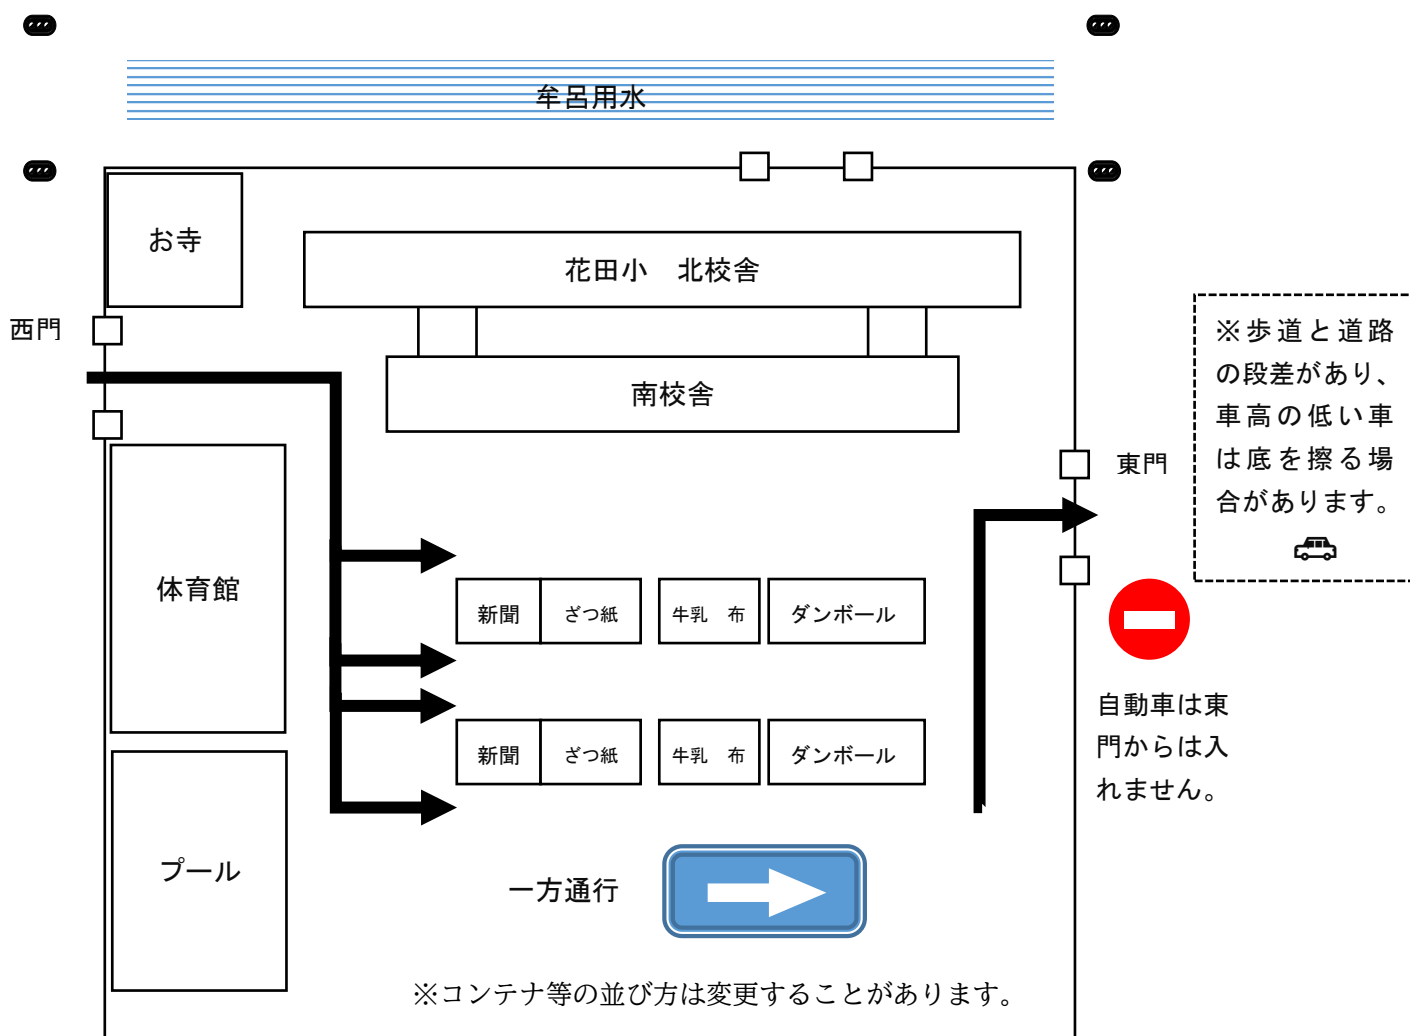 牟呂用水
お寺
花田小　北校舎
西門
南校舎
※歩道と道路
の段差があり、
車高の低い車
は底を擦る場
合があります。
東門
体育館
新聞 ざつ紙 牛乳　布 ダンボール
自動車は東
門からは入
れません。
新聞 ざつ紙 牛乳　布 ダンボール
プール
一方通行
※コンテナ等の並び方は変更することがあります。